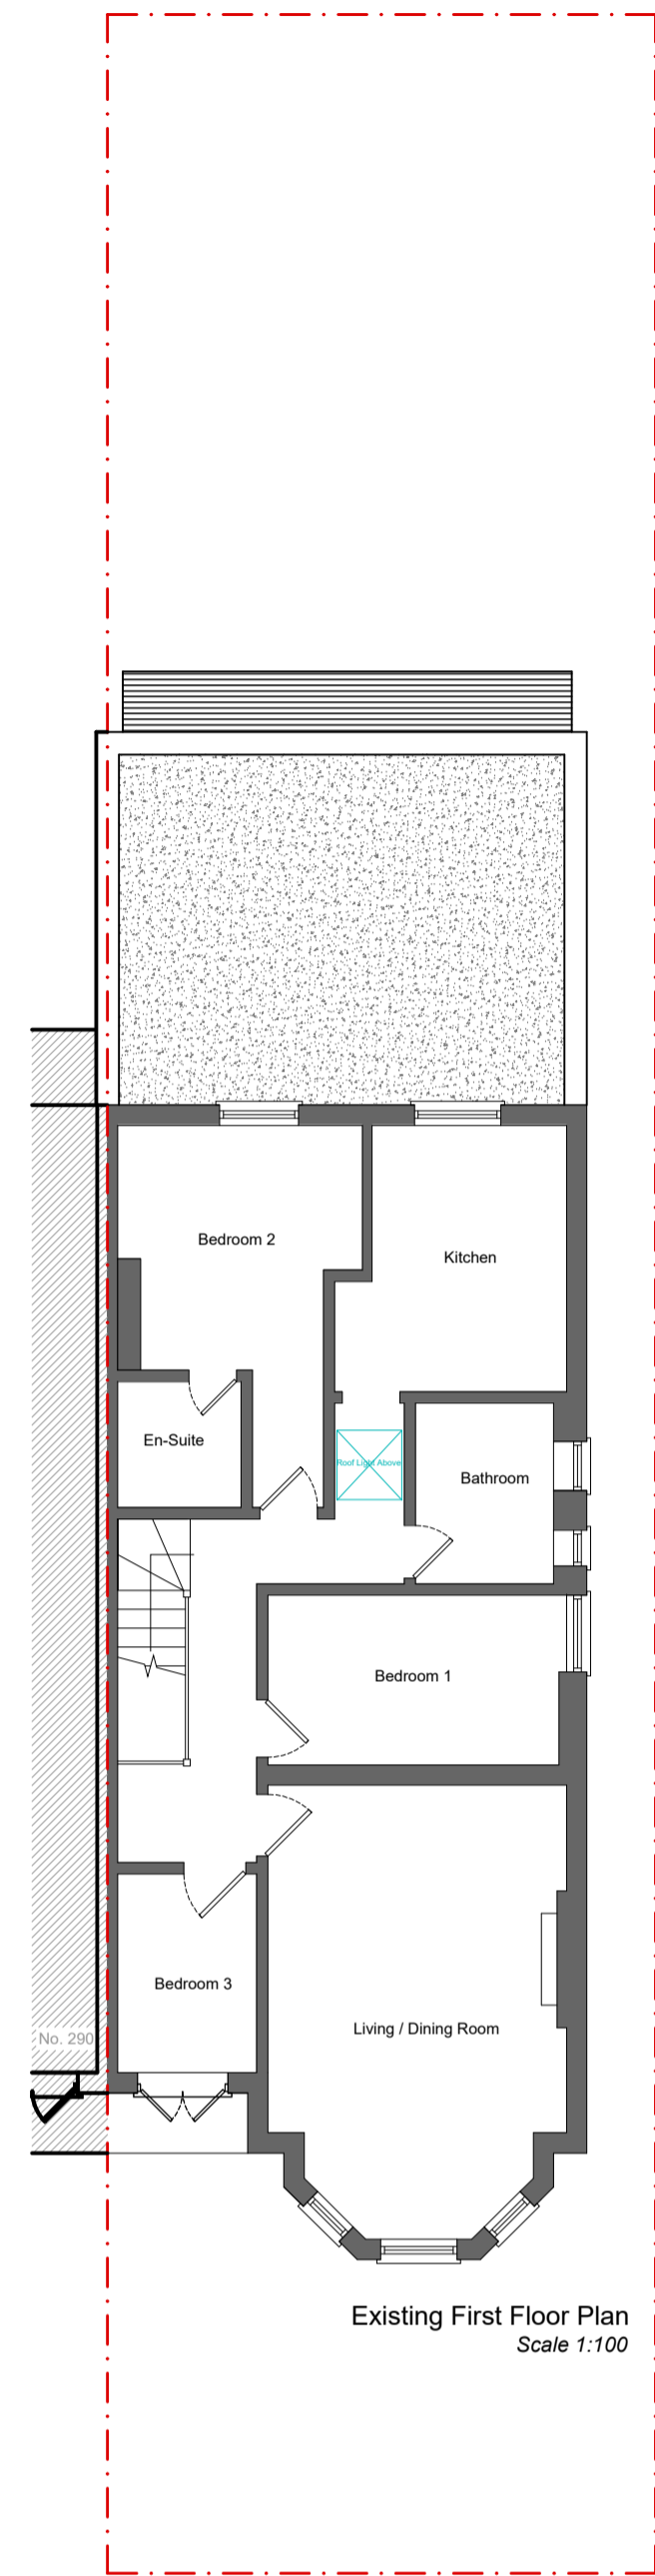 Bedroom 2
Kitchen
En-Suite
Roof Light Above
Bathroom
Bedroom 1
Bedroom 3
Living / Dining Room
No. 290
Existing First Floor Plan
Scale 1:100